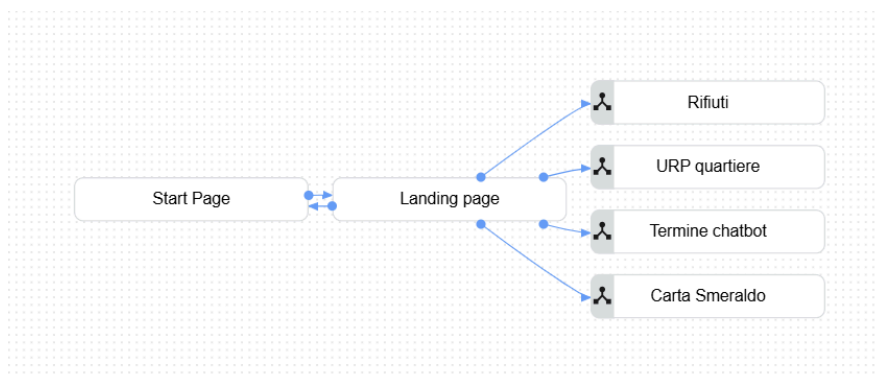 Start Page
Landing page
Rifiuti
URP quartiere
Termine chatbot
Carta Smeraldo